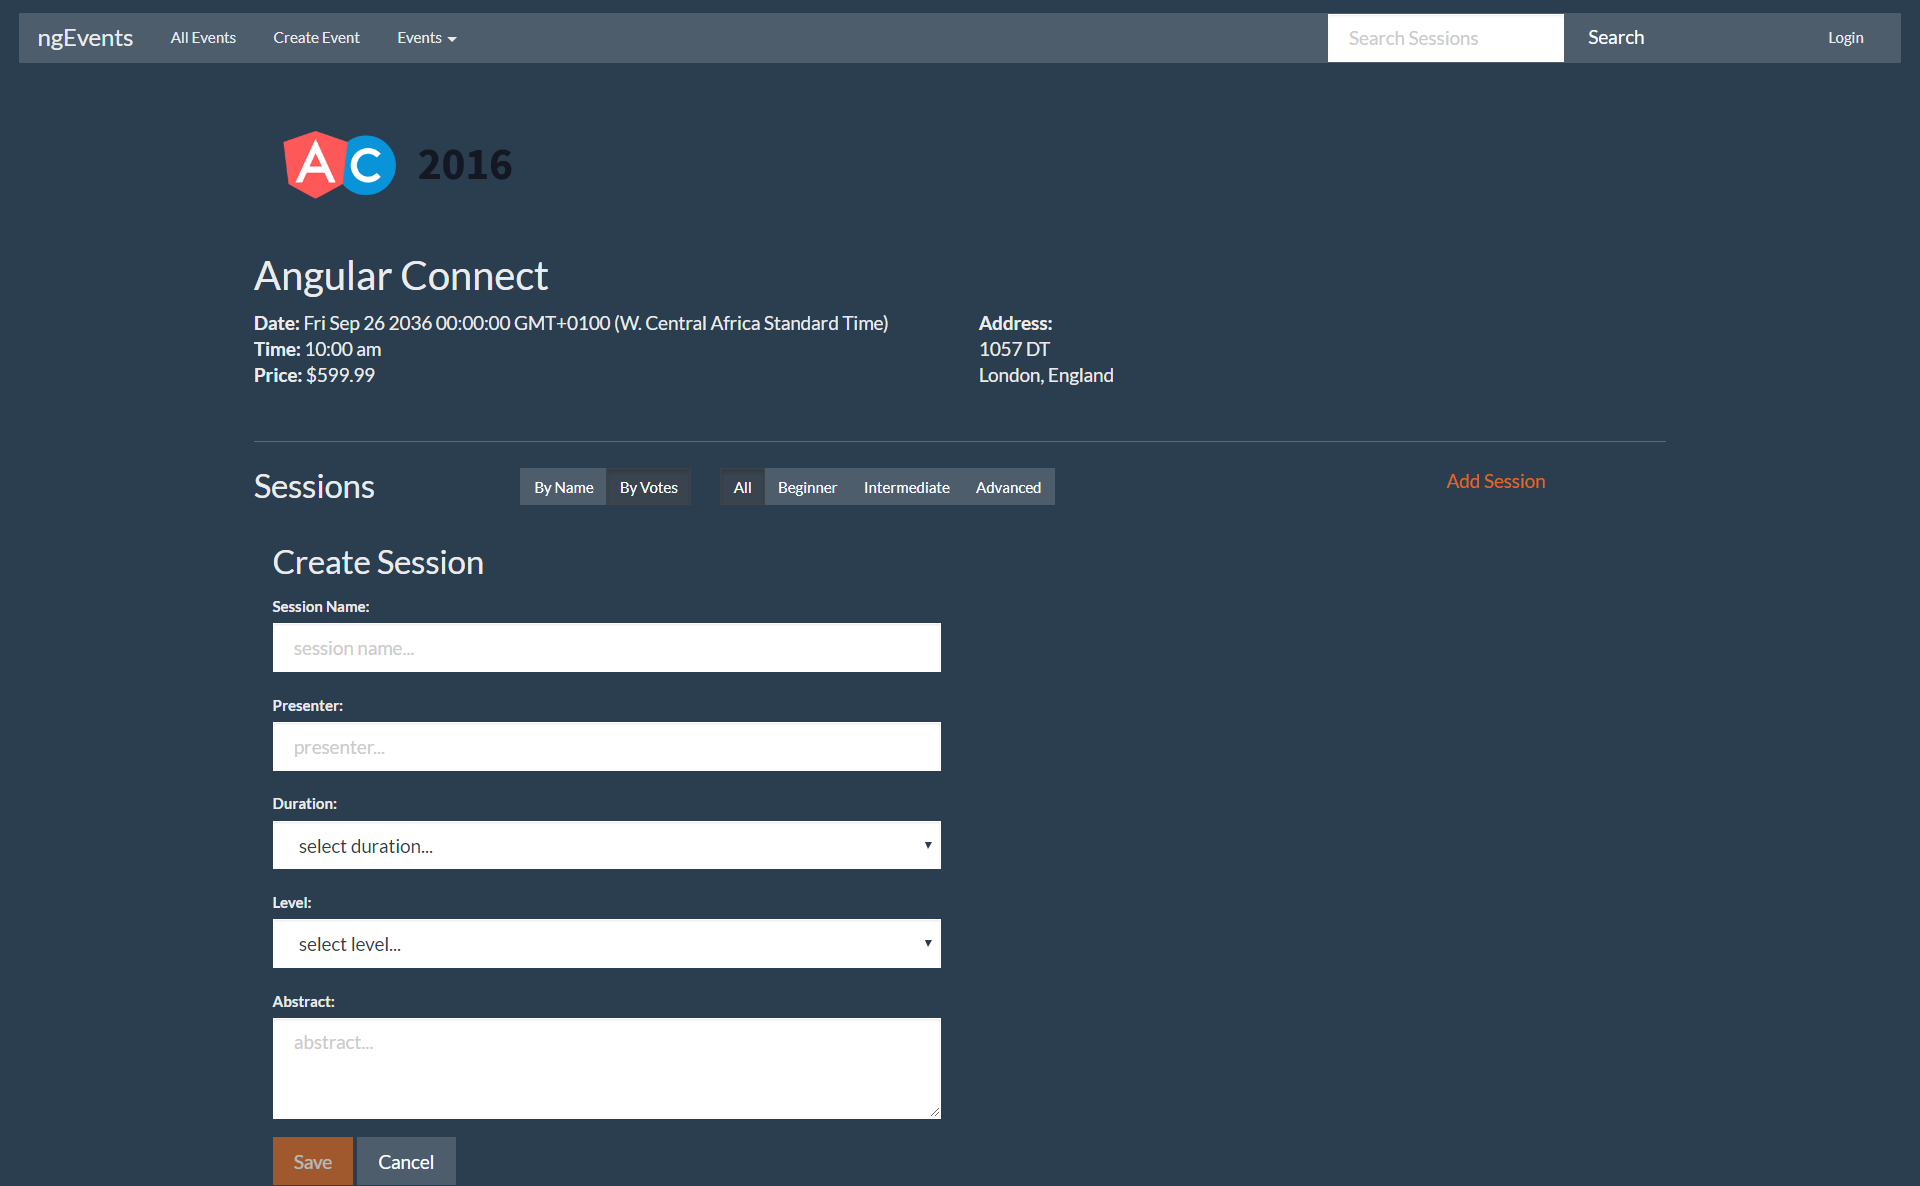 ngEvents All Events Create Event Events Search Sessions Search Login
AC 2016
Angular Connect
Date: Fri Sep 26 2036 00:00:00 GMT+0100 (W. Central Africa Standard Time)
Time: 10:00 am
Price: $599.99
Address:
1057 DT
London, England
Sessions By Name By Votes All Beginner Intermediate Advanced Add Session
Create Session
Session Name:
session name...
Presenter:
presenter...
Duration:
select duration...
Level:
select level...
Abstract:
abstract...
Save Cancel